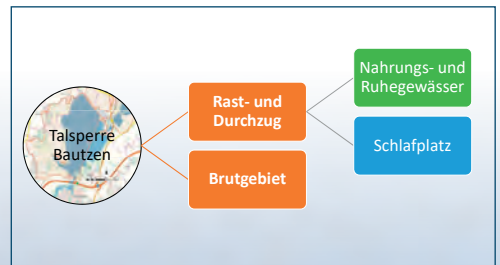 Talsperre
Bautzen
Rast- und
Durchzug
Brutgebiet
Nahrungs- und
Ruhegewässer
Schlafplatz